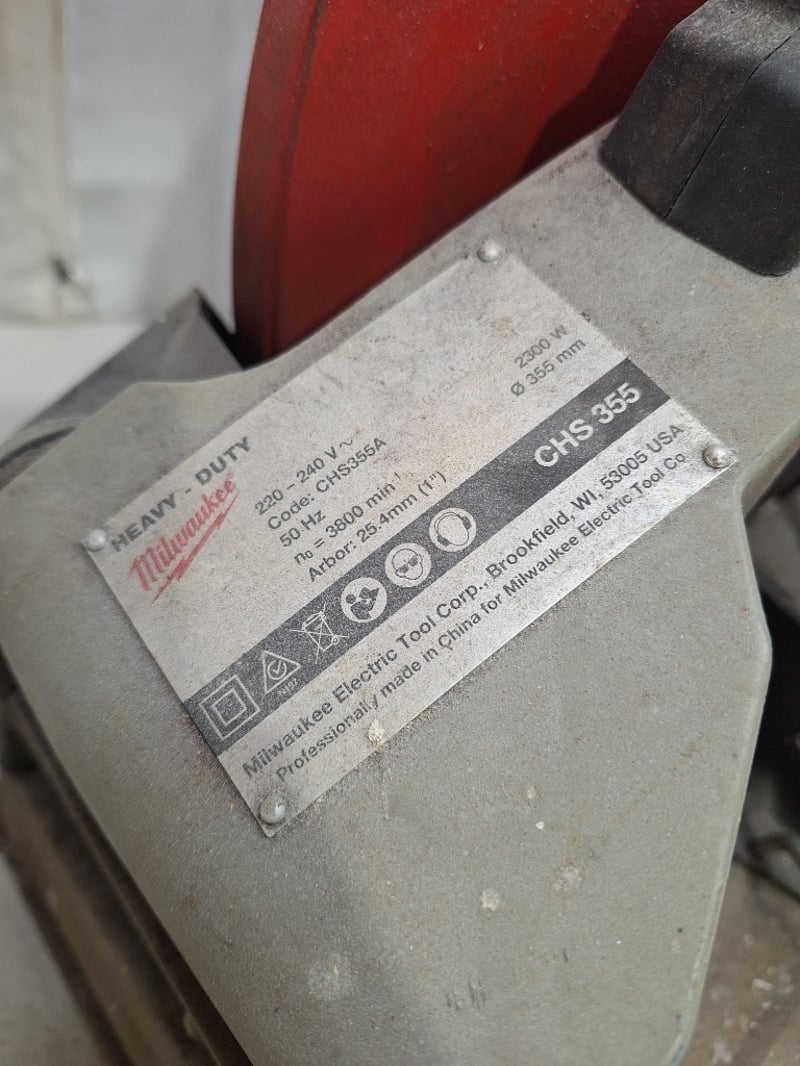 HEAVY - DUTY
Milwaukee
220 – 240 V ~
2300 W
Code: CHS355A
Ø 355 mm
50 Hz
n₀ = 3800 min⁻¹
Arbor: 25.4mm (1")
CHS 355
Milwaukee Electric Tool Corp., Brookfield, WI, 53005 USA
Professionally made in China for Milwaukee Electric Tool Co